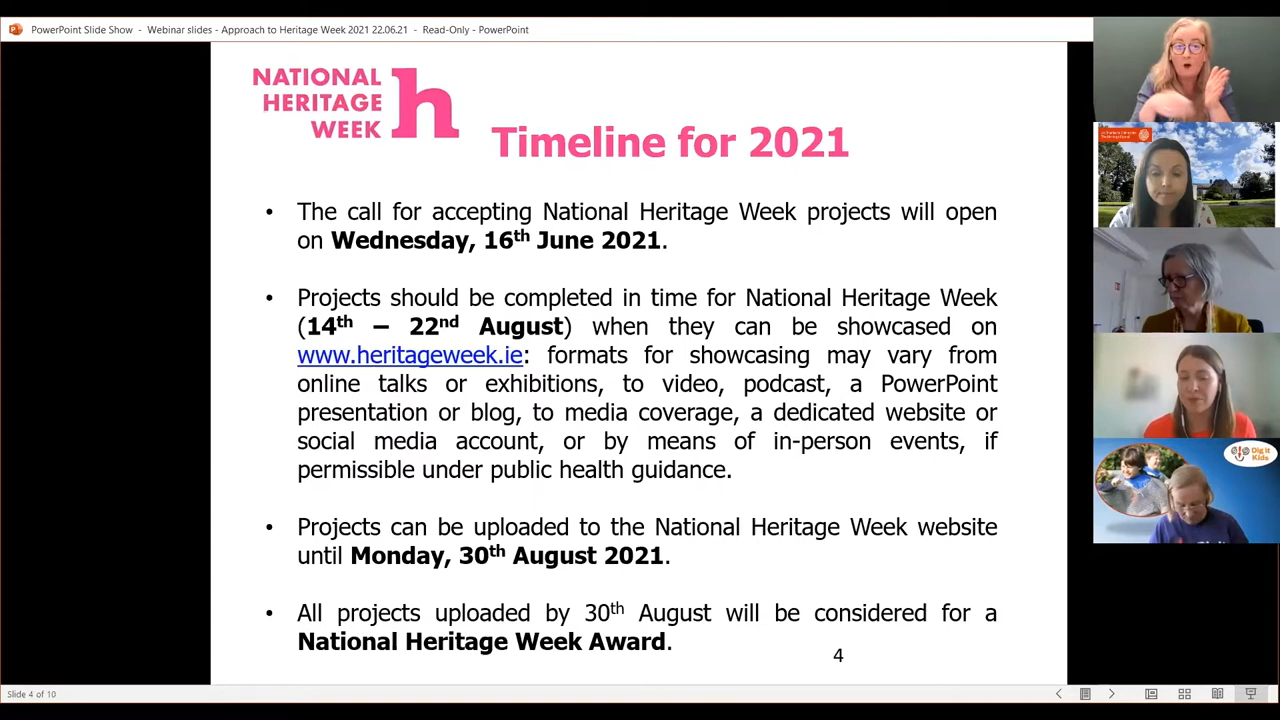 PowerPoint Slide Show - Webinar slides - Approach to Heritage Week 2021 22.06.21 - Read-Only - PowerPoint
NATIONAL
HERITAGE
WEEK
h
Timeline for 2021
• The call for accepting National Heritage Week projects will open
on Wednesday, 16th June 2021.
• Projects should be completed in time for National Heritage Week
(14th – 22nd August) when they can be showcased on
www.heritageweek.ie: formats for showcasing may vary from
online talks or exhibitions, to video, podcast, a PowerPoint
presentation or blog, to media coverage, a dedicated website or
social media account, or by means of in-person events, if
permissible under public health guidance.
• Projects can be uploaded to the National Heritage Week website
until Monday, 30th August 2021.
• All projects uploaded by 30th August will be considered for a
National Heritage Week Award.
4
Slide 4 of 10
Dig it
Kids